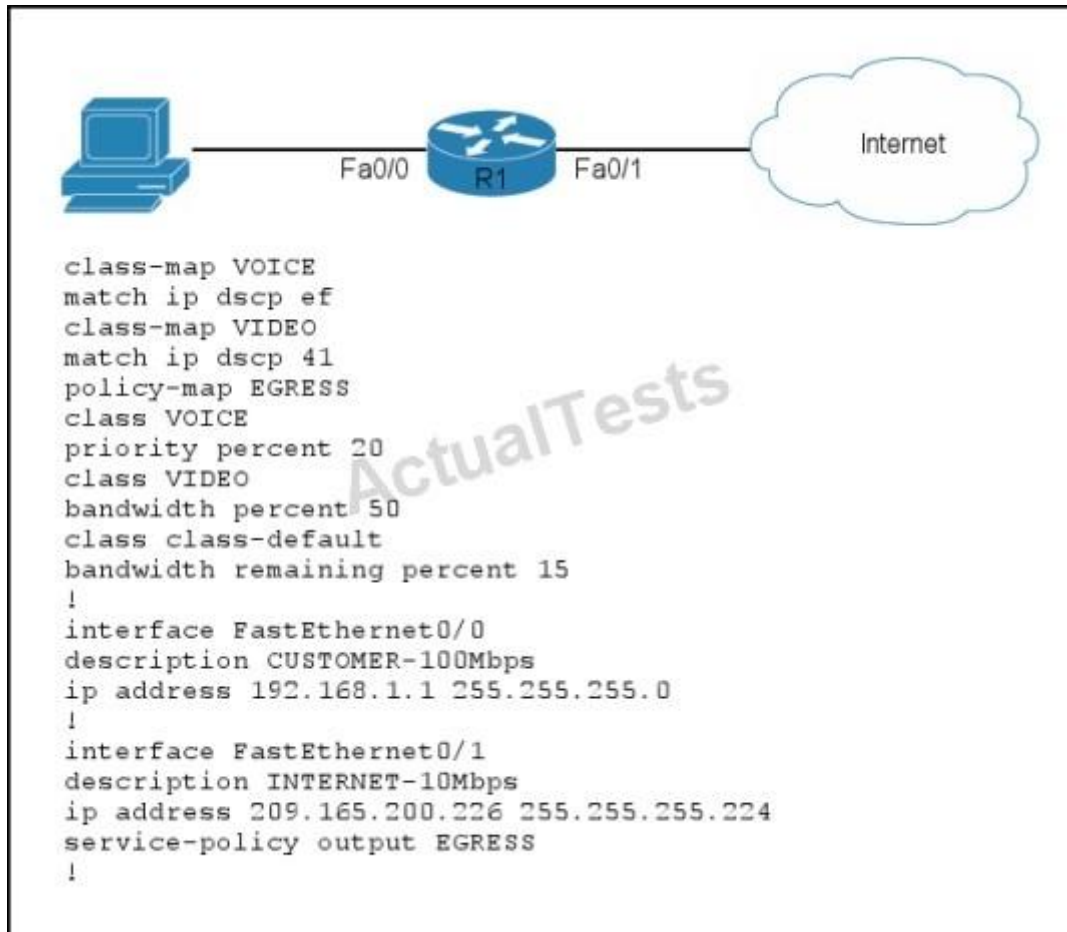 Fa0/0
R1
Fa0/1
Internet
class-map VOICE
match ip dscp ef
class-map VIDEO
match ip dscp 41
policy-map EGRESS
class VOICE
priority percent 20
class VIDEO
bandwidth percent 50
class class-default
bandwidth remaining percent 15
!
interface FastEthernet0/0
description CUSTOMER-100Mbps
ip address 192.168.1.1 255.255.255.0
!
interface FastEthernet0/1
description INTERNET-10Mbps
ip address 209.165.200.226 255.255.255.224
service-policy output EGRESS
!
ActualTests